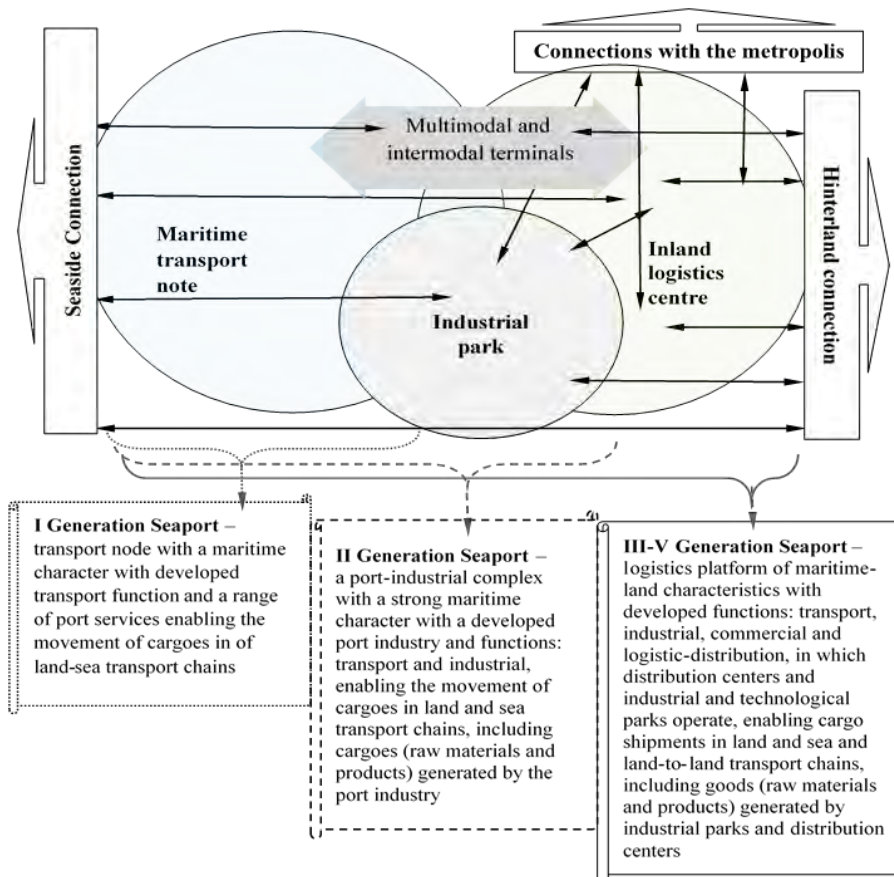 Connections with the metropolis
Seaside Connection
Multimodal and
intermodal terminals
Maritime
transport
note
Inland
logistics
centre
Hinterland connection
Industrial
park
I Generation Seaport –
transport node with a maritime
character with developed
transport function and a range
of port services enabling the
movement of cargoes in of
land-sea transport chains
II Generation Seaport –
a port-industrial complex
with a strong maritime
character with a developed
port industry and functions:
transport and industrial,
enabling the movement of
cargoes in land and sea
transport chains, including
cargoes (raw materials and
products) generated by the
port industry
III-V Generation Seaport –
logistics platform of maritime-
land characteristics with
developed functions: transport,
industrial, commercial and
logistic-distribution, in which
distribution centers and
industrial and technological
parks operate, enabling cargo
shipments in land and sea and
land-to-land transport chains,
including goods (raw materials
and products) generated by
industrial parks and distribution
centers